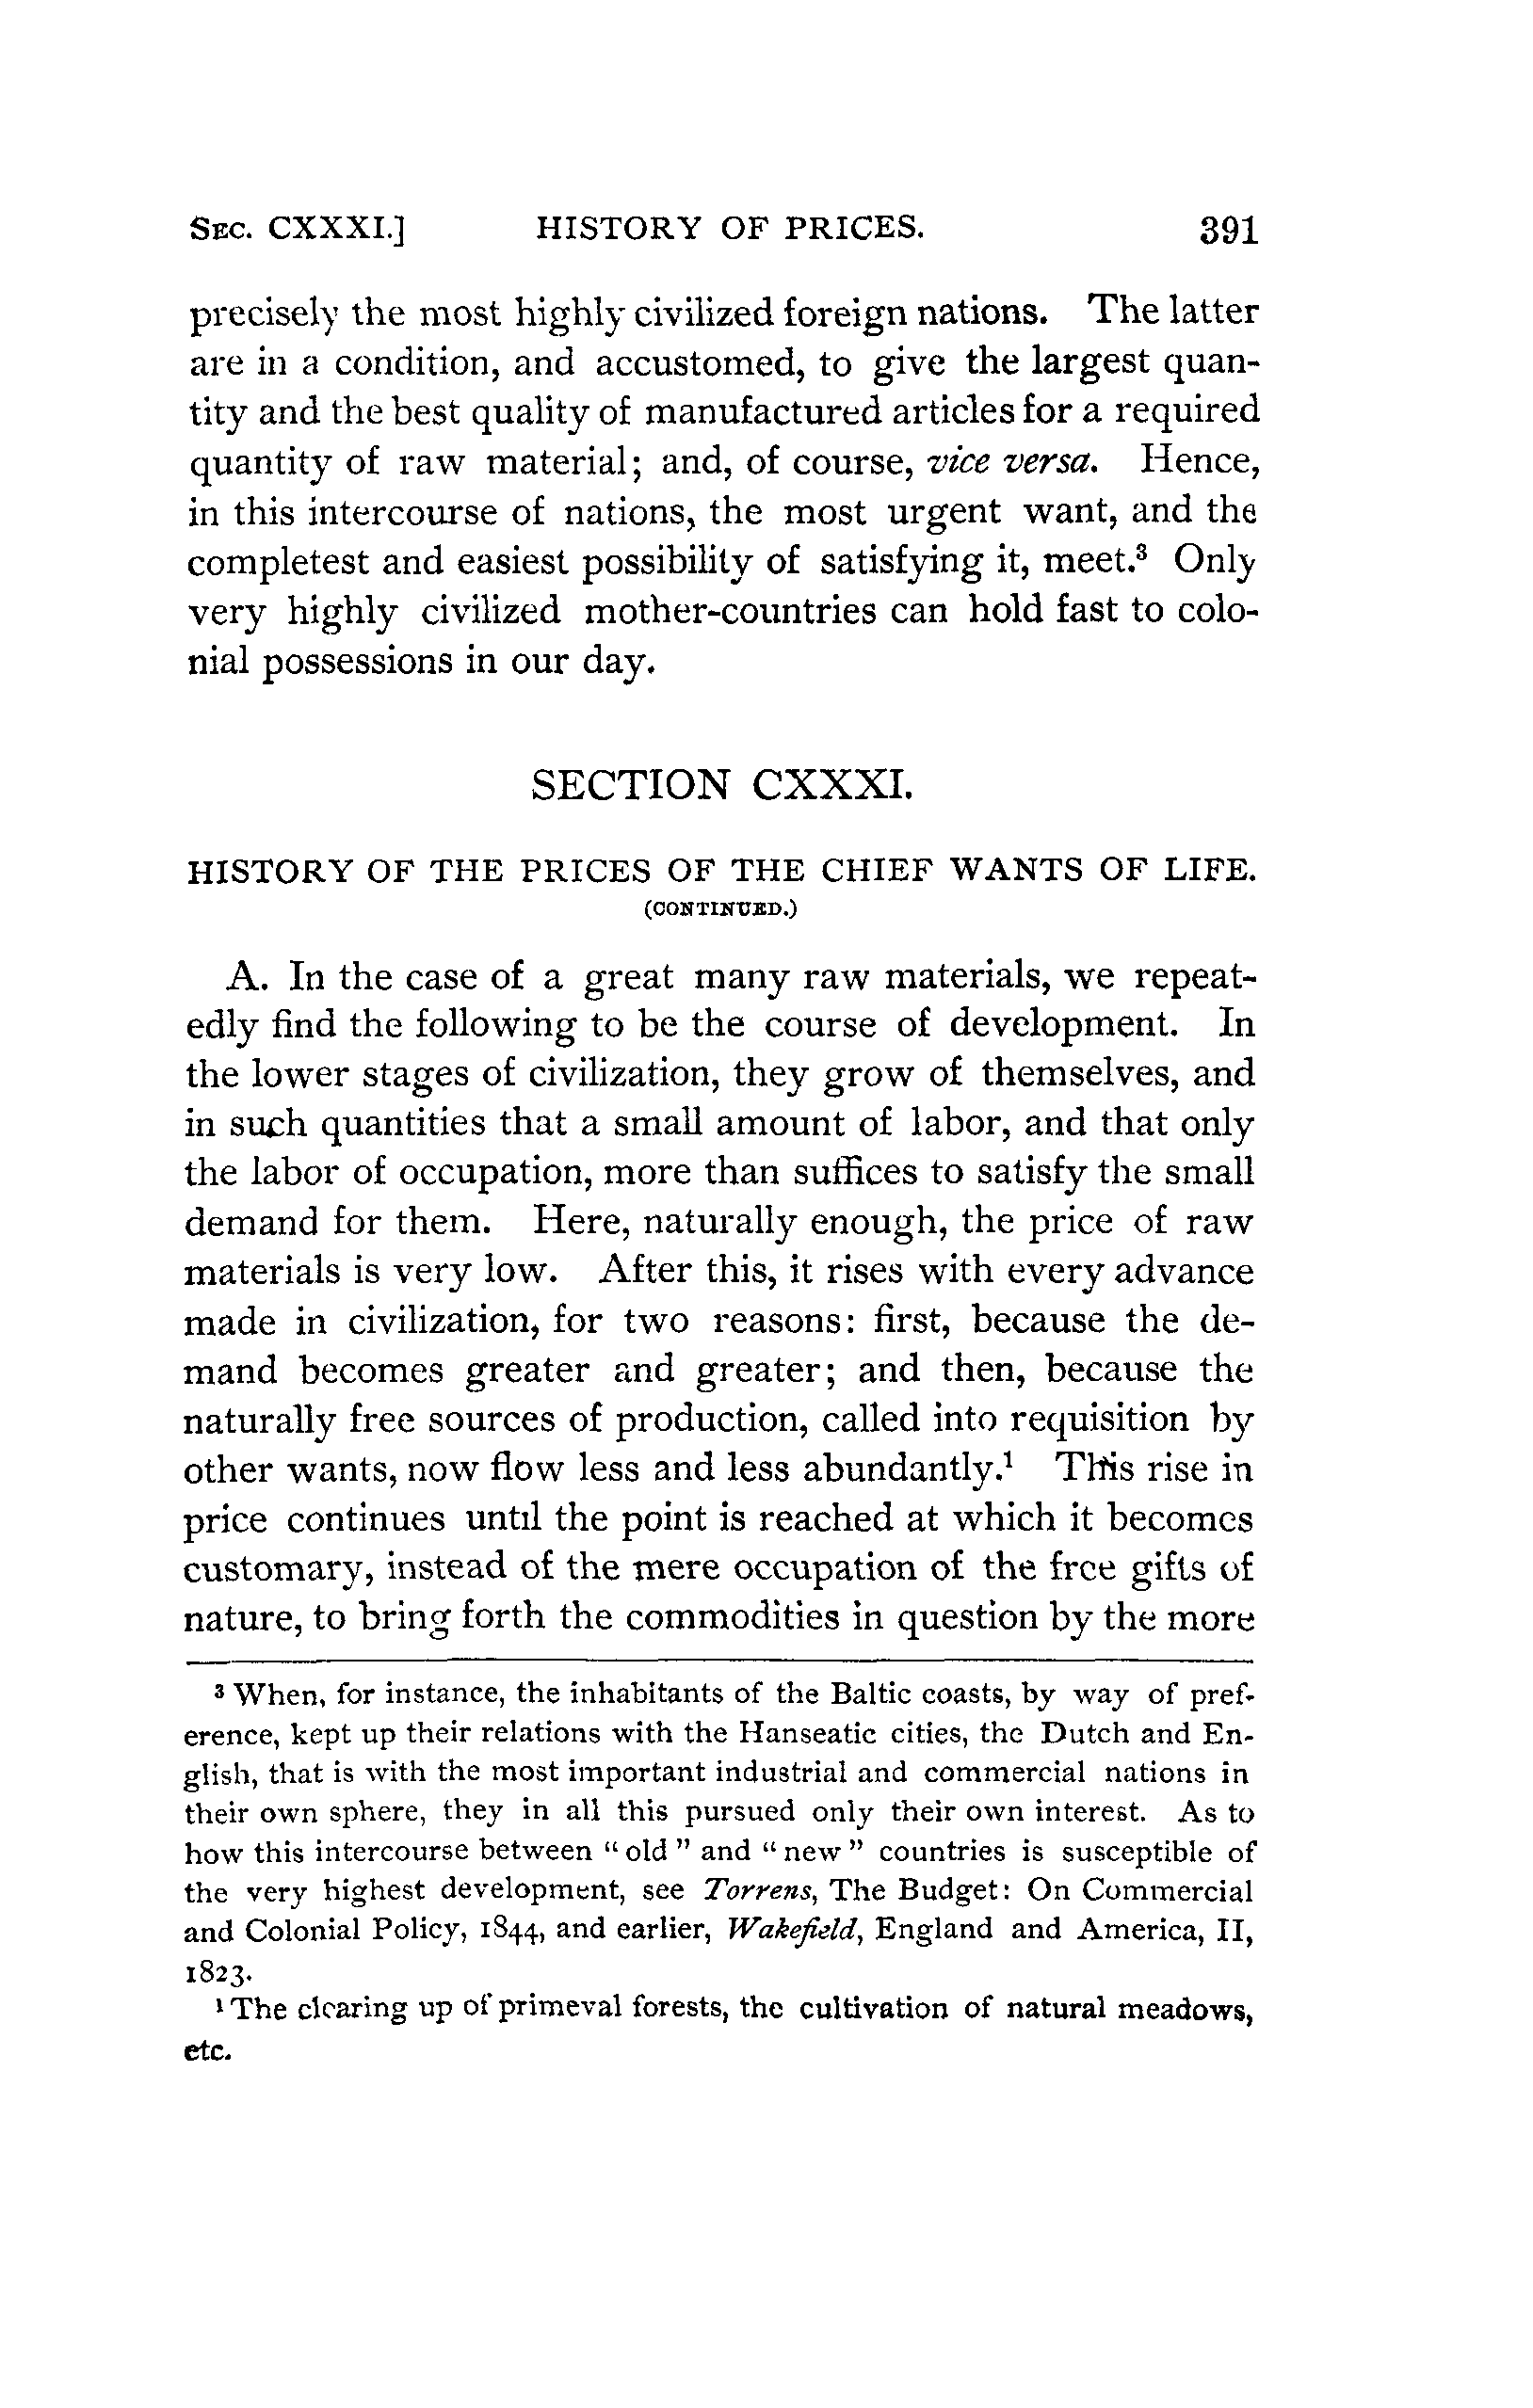 SEC. CXXXI.] HISTORY OF PRICES. 391
precisely the most highly civilized foreign nations. The latter
are in a condition, and accustomed, to give the largest quan-
tity and the best quality of manufactured articles for a required
quantity of raw material; and, of course, vice versa. Hence,
in this intercourse of nations, the most urgent want, and the
completest and easiest possibility of satisfying it, meet.³ Only
very highly civilized mother-countries can hold fast to colo-
nial possessions in our day.
SECTION CXXXI.
HISTORY OF THE PRICES OF THE CHIEF WANTS OF LIFE.
(CONTINUED.)
A. In the case of a great many raw materials, we repeat-
edly find the following to be the course of development. In
the lower stages of civilization, they grow of themselves, and
in such quantities that a small amount of labor, and that only
the labor of occupation, more than suffices to satisfy the small
demand for them. Here, naturally enough, the price of raw
materials is very low. After this, it rises with every advance
made in civilization, for two reasons: first, because the de-
mand becomes greater and greater; and then, because the
naturally free sources of production, called into requisition by
other wants, now flow less and less abundantly.¹ This rise in
price continues until the point is reached at which it becomes
customary, instead of the mere occupation of the free gifts of
nature, to bring forth the commodities in question by the more
³ When, for instance, the inhabitants of the Baltic coasts, by way of pref-
erence, kept up their relations with the Hanseatic cities, the Dutch and En-
glish, that is with the most important industrial and commercial nations in
their own sphere, they in all this pursued only their own interest. As to
how this intercourse between "old" and "new" countries is susceptible of
the very highest development, see Torrens, The Budget: On Commercial
and Colonial Policy, 1844, and earlier, Wakefield, England and America, II,
1823.
¹ The clearing up of primeval forests, the cultivation of natural meadows,
etc.